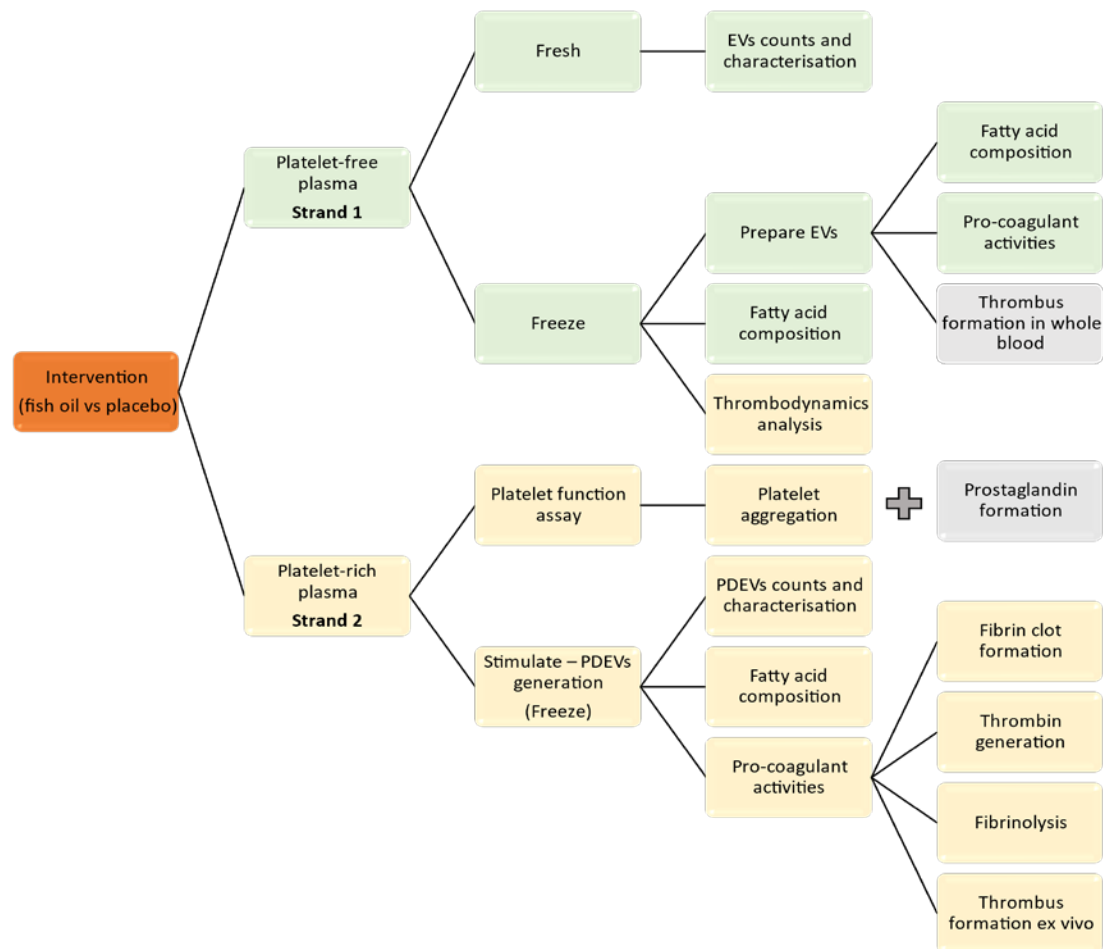 Intervention
(fish oil vs placebo)
Platelet-free
plasma
Strand 1
Fresh
EVs counts and
characterisation
Freeze
Prepare EVs
Fatty acid
composition
Pro-coagulant
activities
Thrombus
formation in whole
blood
Fatty acid
composition
Thrombodynamics
analysis
Platelet-rich
plasma
Strand 2
Platelet function
assay
Platelet
aggregation
Prostaglandin
formation
Stimulate – PDEVs
generation
(Freeze)
PDEVs counts and
characterisation
Fatty acid
composition
Pro-coagulant
activities
Fibrin clot
formation
Thrombin
generation
Fibrinolysis
Thrombus
formation ex vivo